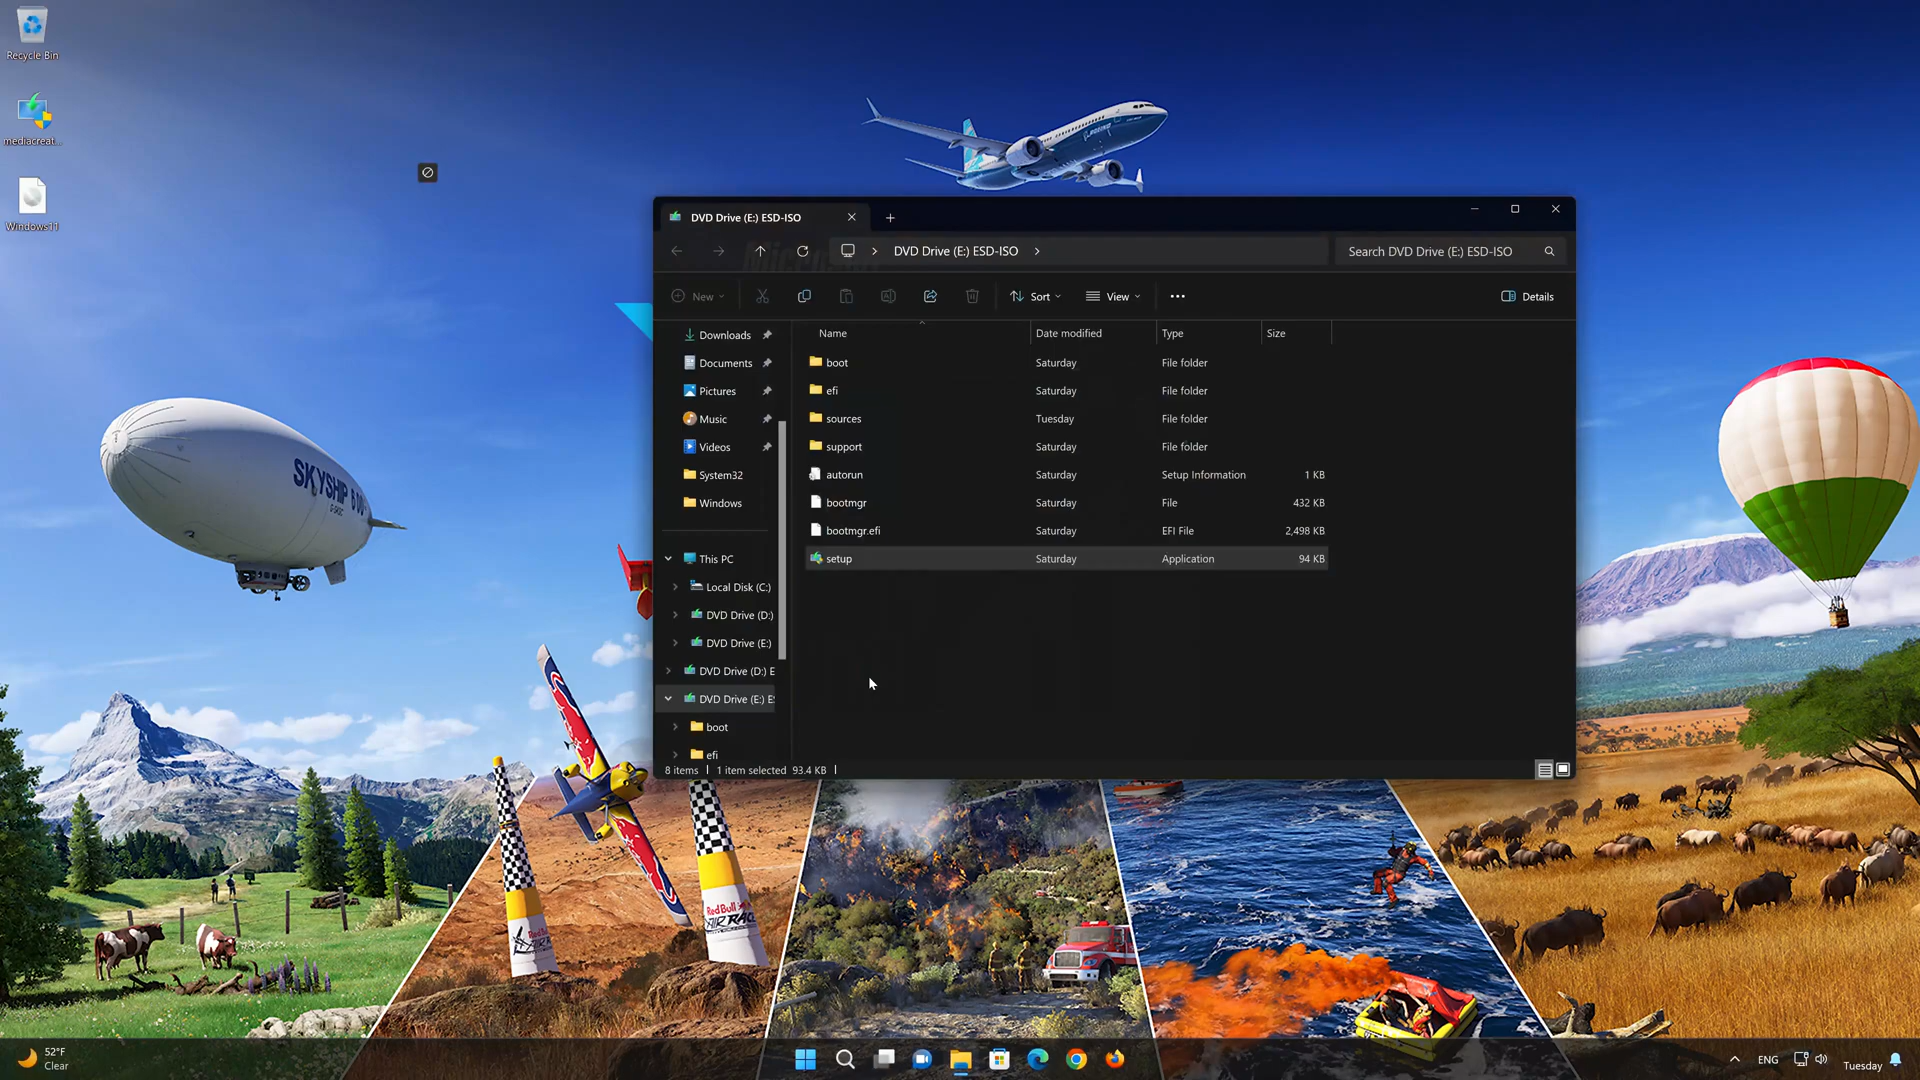 Recycle Bin
mediacreat...
Windows11
BOEING
SKYSHIP 600
DVD Drive (E:) ESD-ISO
DVD Drive (E:) ESD-ISO
Search DVD Drive (E:) ESD-ISO
New
Sort
View
Details
Downloads
Documents
Pictures
Music
Videos
System32
Windows
This PC
Local Disk (C:)
DVD Drive (D:)
DVD Drive (E:)
DVD Drive (D:) E
DVD Drive (E:) E
boot
efi
Name Date modified Type Size
boot Saturday File folder
efi Saturday File folder
sources Tuesday File folder
support Saturday File folder
autorun Saturday Setup Information 1 KB
bootmgr Saturday File 432 KB
bootmgr.efi Saturday EFI File 2,498 KB
setup Saturday Application 94 KB
8 items 1 item selected 93.4 KB
Red Bull
AIR RACE
52°F
Clear
ENG
Tuesday